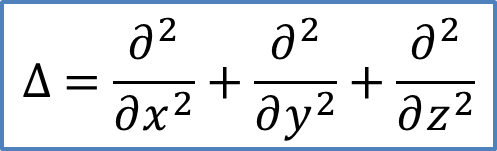 Δ = ∂²/∂x² + ∂²/∂y² + ∂²/∂z²